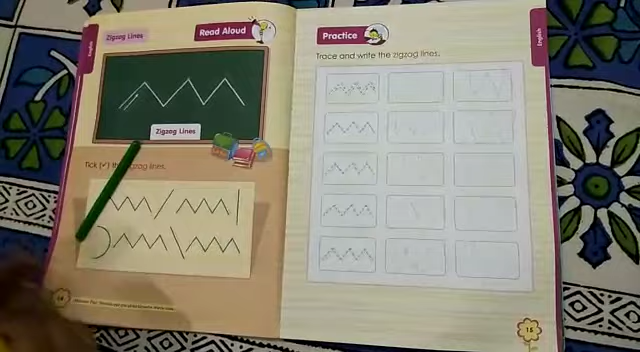 English
Zigzag Lines
Read Aloud
Zigzag Lines
Tick (✓) the zigzag lines.
14
Practice
English
Trace and write the zigzag lines.
15